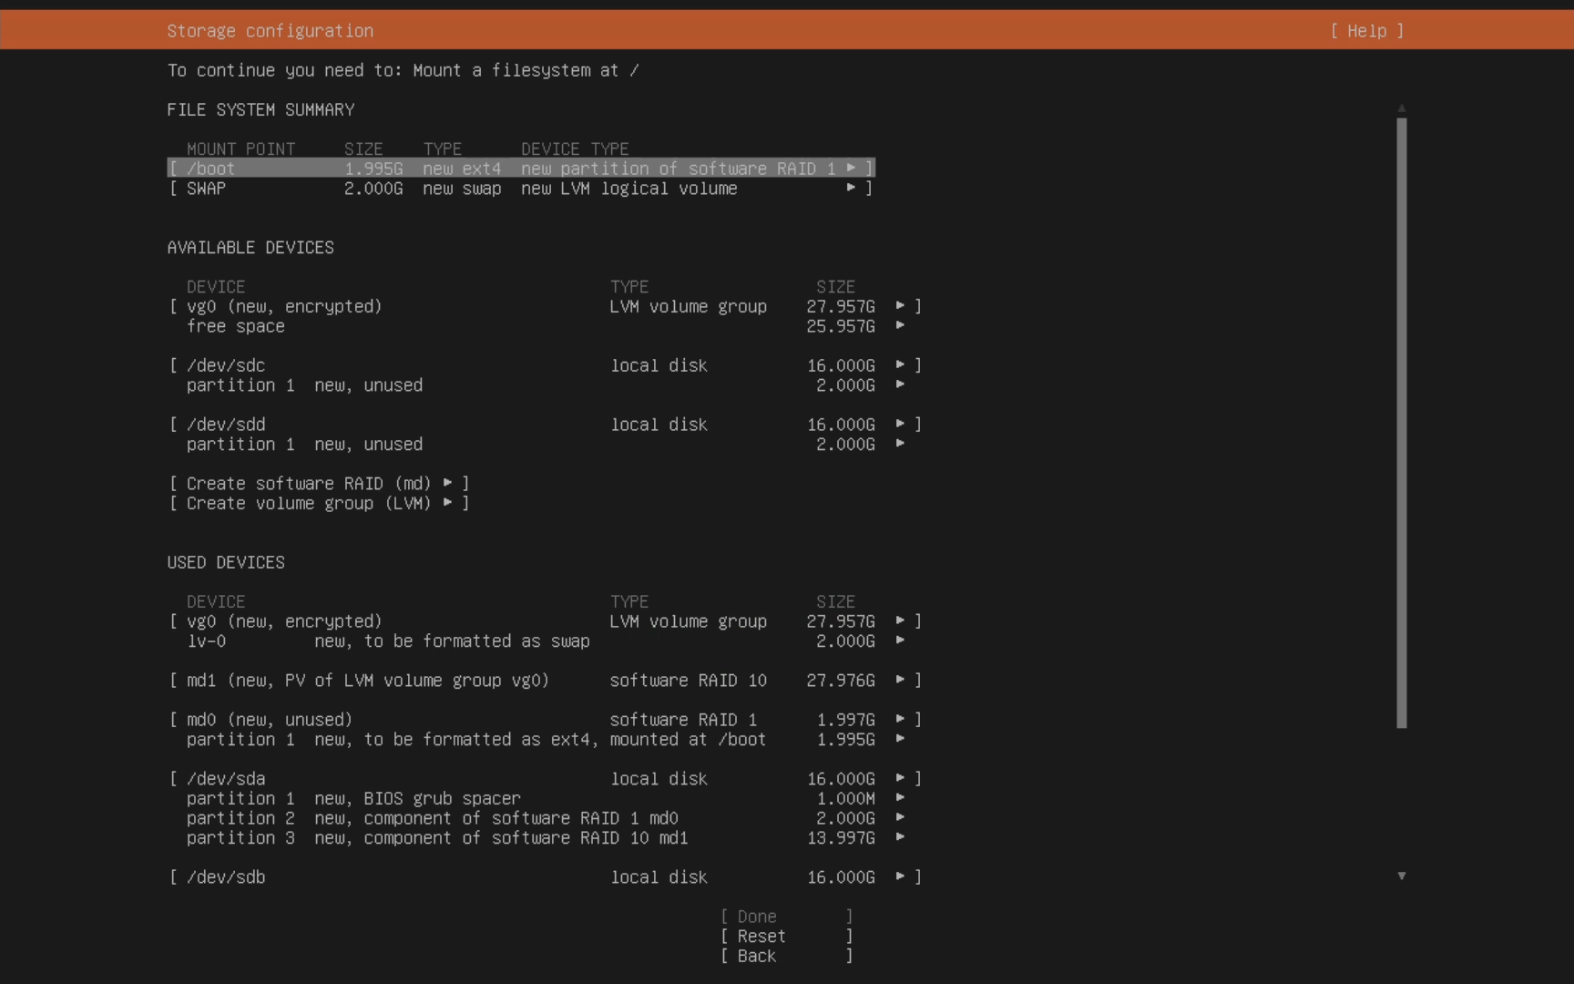 Storage configuration [ Help ]
To continue you need to: Mount a filesystem at /
FILE SYSTEM SUMMARY
MOUNT POINT SIZE TYPE DEVICE TYPE
[ /boot 1.995G new ext4 new partition of software RAID 1 ▸ ]
[ SWAP 2.000G new swap new LVM logical volume ▸ ]
AVAILABLE DEVICES
DEVICE TYPE SIZE
[ vg0 (new, encrypted) LVM volume group 27.957G ▸ ]
free space 25.957G ▸
[ /dev/sdc local disk 16.000G ▸ ]
partition 1 new, unused 2.000G ▸
[ /dev/sdd local disk 16.000G ▸ ]
partition 1 new, unused 2.000G ▸
[ Create software RAID (md) ▸ ]
[ Create volume group (LVM) ▸ ]
USED DEVICES
DEVICE TYPE SIZE
[ vg0 (new, encrypted) LVM volume group 27.957G ▸ ]
lv-0 new, to be formatted as swap 2.000G ▸
[ md1 (new, PV of LVM volume group vg0) software RAID 10 27.976G ▸ ]
[ md0 (new, unused) software RAID 1 1.997G ▸ ]
partition 1 new, to be formatted as ext4, mounted at /boot 1.995G ▸
[ /dev/sda local disk 16.000G ▸ ]
partition 1 new, BIOS grub spacer 1.000M ▸
partition 2 new, component of software RAID 1 md0 2.000G ▸
partition 3 new, component of software RAID 10 md1 13.997G ▸
[ /dev/sdb local disk 16.000G ▸ ]
[ Done ]
[ Reset ]
[ Back ]